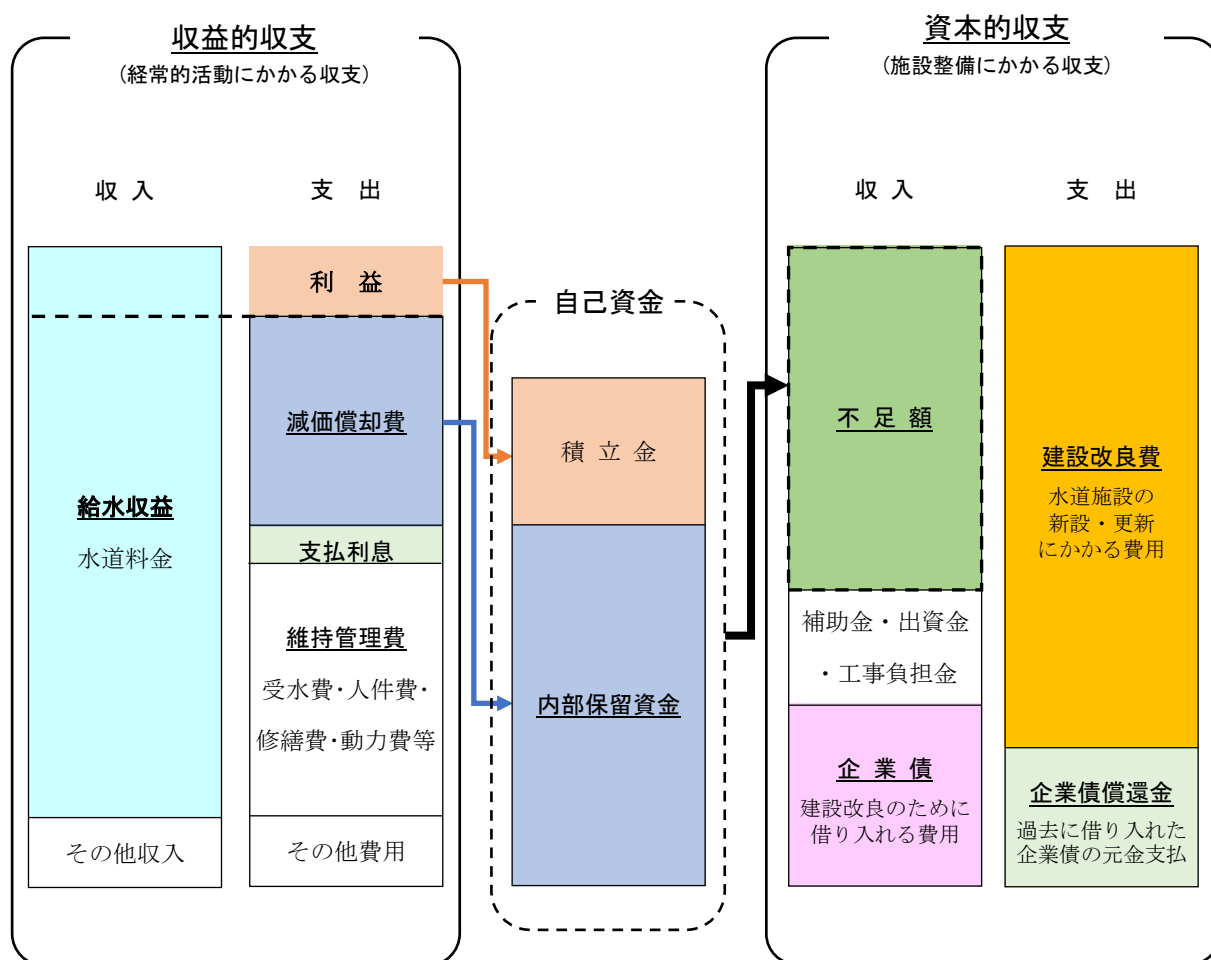 収益的収支
(経常的活動にかかる収支)
収 入
支 出
給水収益
水道料金
その他収入
利 益
減価償却費
支払利息
維持管理費
受水費・人件費・
修繕費・動力費等
その他費用
自己資金
積 立 金
内部保留資金
資本的収支
(施設整備にかかる収支)
収 入
支 出
不 足 額
補助金・出資金
・工事負担金
企 業 債
建設改良のために
借り入れる費用
建設改良費
水道施設の
新設・更新
にかかる費用
企業債償還金
過去に借り入れた
企業債の元金支払